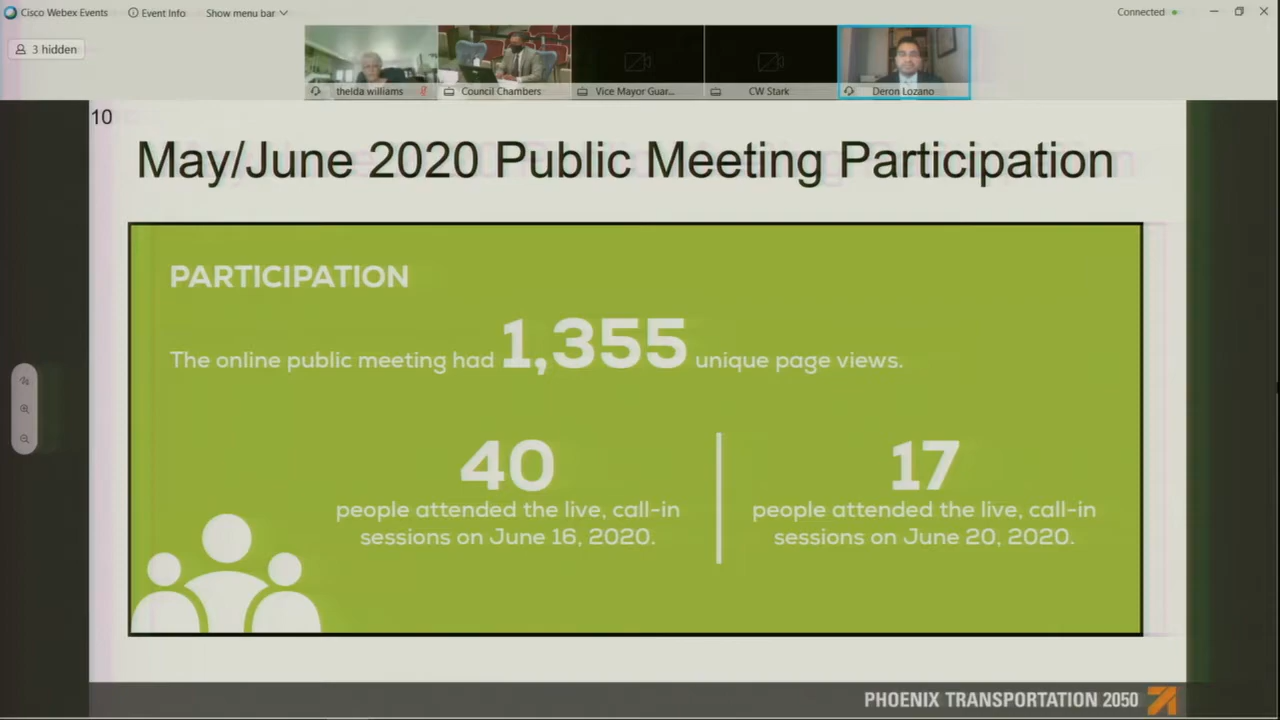 Cisco Webex Events
Event Info
Show menu bar
Connected
3 hidden
thelda williams
Council Chambers
Vice Mayor Guar...
CW Stark
Deron Lozano
10
May/June 2020 Public Meeting Participation
PARTICIPATION
The online public meeting had 1,355 unique page views.
40
people attended the live, call-in
sessions on June 16, 2020.
17
people attended the live, call-in
sessions on June 20, 2020.
PHOENIX TRANSPORTATION 2050